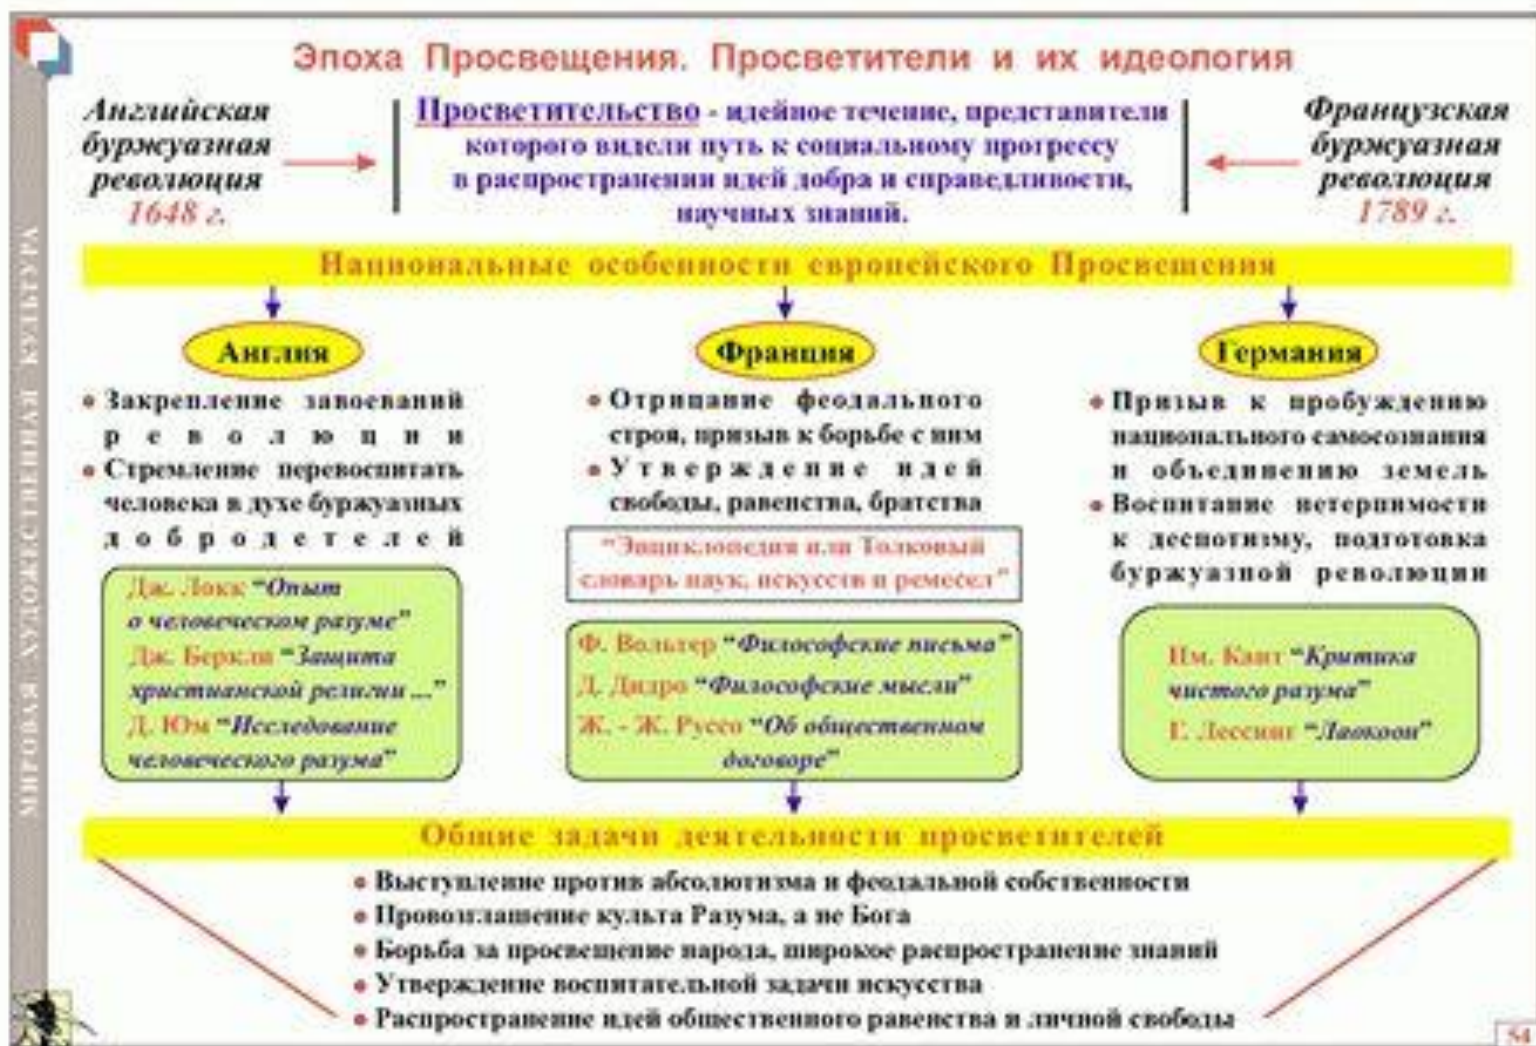 Эпоха Просвещения. Просветители и их идеология
Английская
буржуазная
революция
1648 г.
Просветительство - идейное течение, представители
которого видели путь к социальному прогрессу
в распространении идей добра и справедливости,
научных знаний.
Французская
буржуазная
революция
1789 г.
Национальные особенности европейского Просвещения
Англия
• Закрепление завоеваний
революции
• Стремление перевоспитать
человека в духе буржуазных
добродетелей
Дж. Локк “Опыт
о человеческом разуме”
Дж. Беркли “Защита
христианской религии ...”
Д. Юм “Исследование
человеческого разума”
Франция
• Отрицание феодального
строя, призыв к борьбе с ним
• Утверждение идей
свободы, равенства, братства
“Энциклопедия или Толковый
словарь наук, искусств и ремесел”
Ф. Вольтер “Философские письма”
Д. Дидро “Философские мысли”
Ж. - Ж. Руссо “Об общественном
договоре”
Германия
• Призыв к пробуждению
национального самосознания
и объединению земель
• Воспитание нетерпимости
к деспотизму, подготовка
буржуазной революции
Им. Кант “Критика
чистого разума”
Г. Лессинг “Лаокоон”
Общие задачи деятельности просветителей
• Выступление против абсолютизма и феодальной собственности
• Провозглашение культа Разума, а не Бога
• Борьба за просвещение народа, широкое распространение знаний
• Утверждение воспитательной задачи искусства
• Распространение идей общественного равенства и личной свободы
МИРОВАЯ ХУДОЖЕСТВЕННАЯ КУЛЬТУРА
54